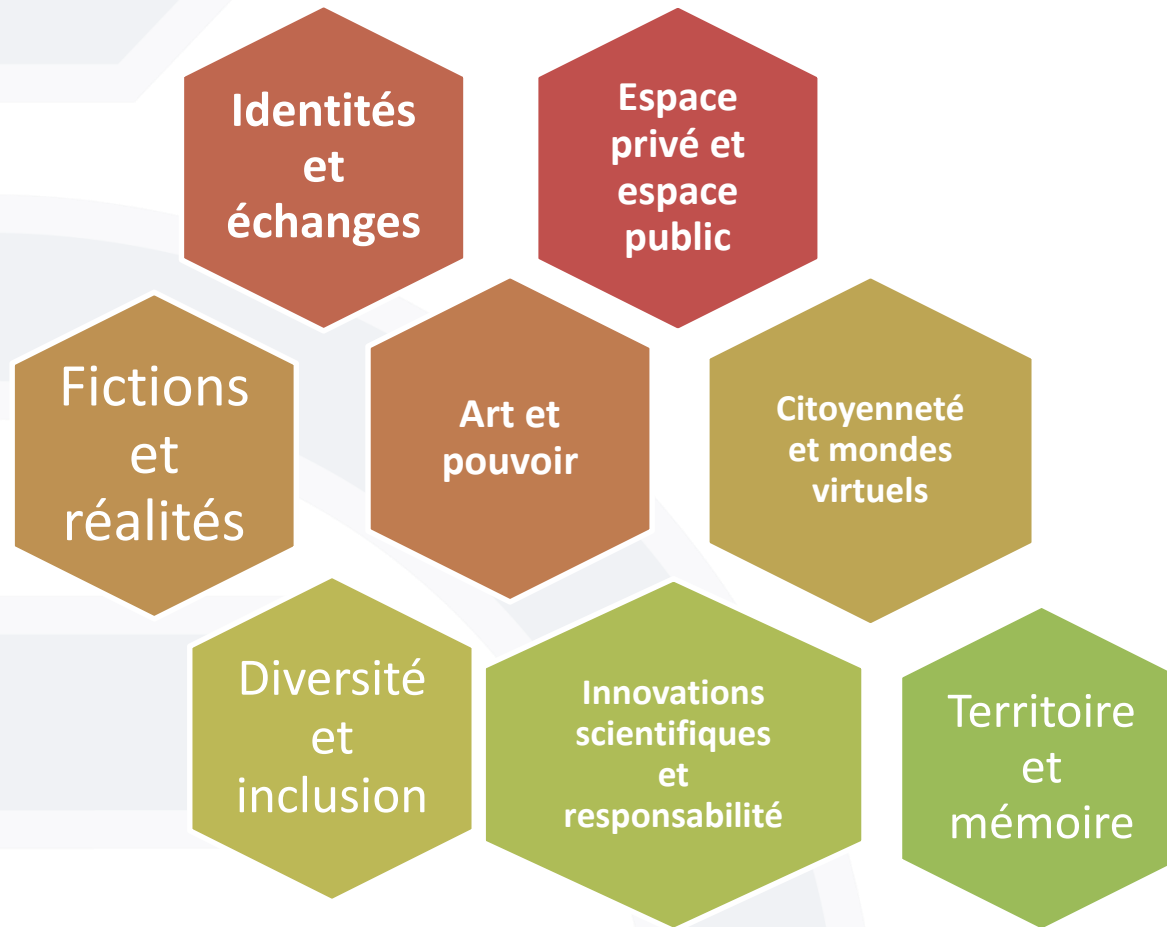 Identités
et
échanges
Espace
privé et
espace
public
Fictions
et
réalités
Art et
pouvoir
Citoyenneté
et mondes
virtuels
Diversité
et
inclusion
Innovations
scientifiques
et
responsabilité
Territoire
et
mémoire